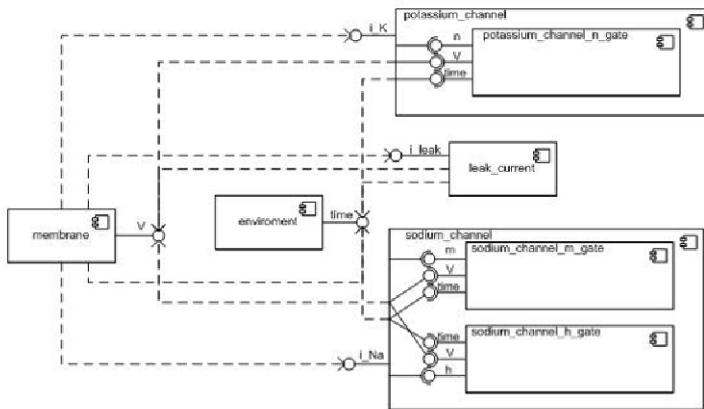 potassium_channel
i_K
n
potassium_channel_n_gate
V
time
i_leak
leak_current
membrane
V
enviroment
time
sodium_channel
m
sodium_channel_m_gate
V
time
sodium_channel_h_gate
time
V
i_Na
h